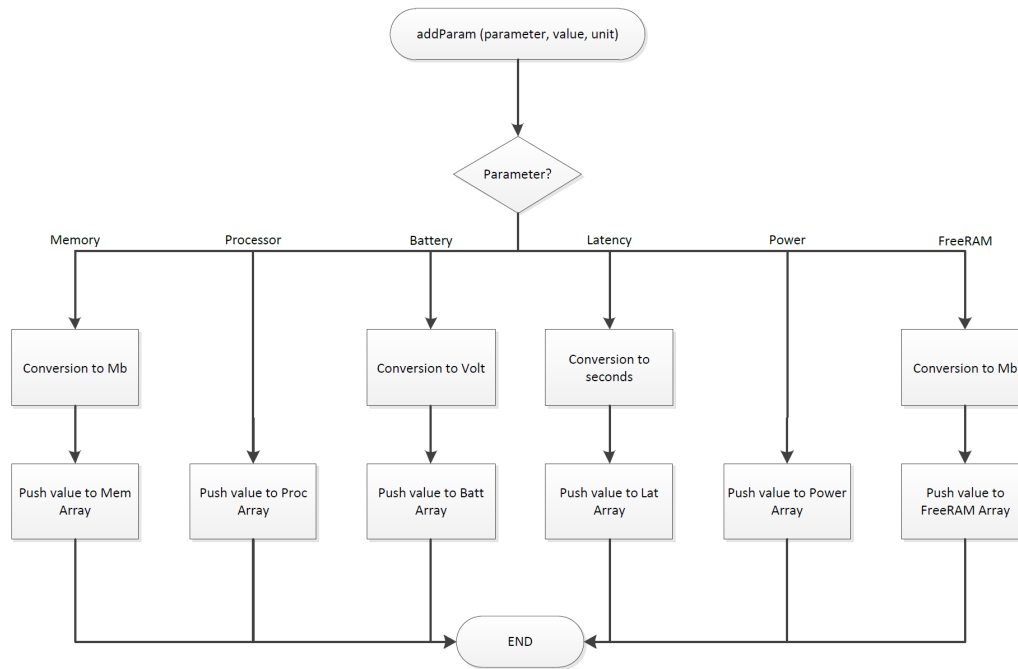 addParam (parameter, value, unit)
Parameter?
Memory
Processor
Battery
Latency
Power
FreeRAM
Conversion to Mb
Conversion to Volt
Conversion to
seconds
Conversion to Mb
Push value to Mem
Array
Push value to Proc
Array
Push value to Batt
Array
Push value to Lat
Array
Push value to Power
Array
Push value to
FreeRAM Array
END